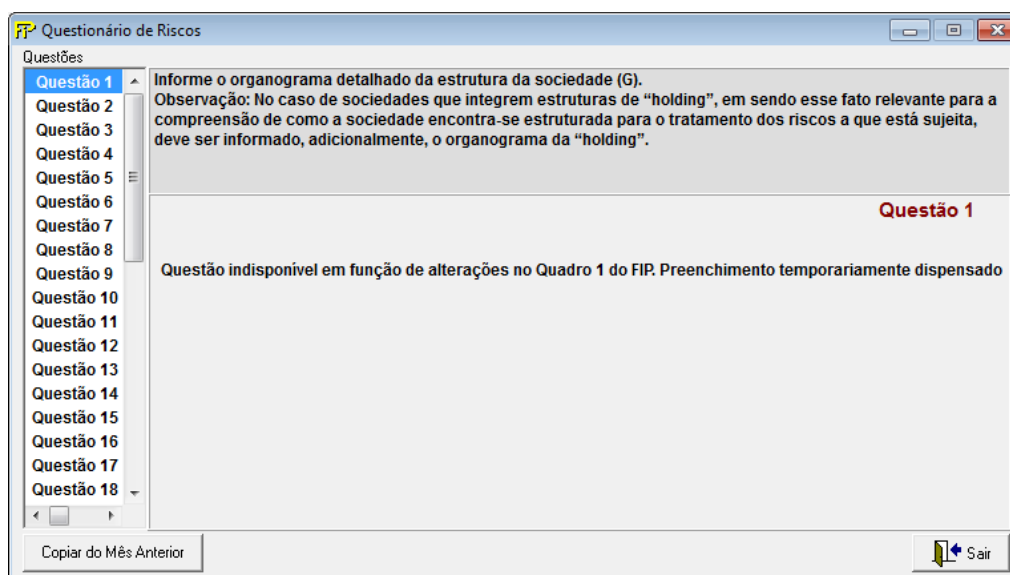 FIP Questionário de Riscos
Questões
Questão 1
Questão 2
Questão 3
Questão 4
Questão 5
Questão 6
Questão 7
Questão 8
Questão 9
Questão 10
Questão 11
Questão 12
Questão 13
Questão 14
Questão 15
Questão 16
Questão 17
Questão 18
Informe o organograma detalhado da estrutura da sociedade (G).
Observação: No caso de sociedades que integrem estruturas de “holding”, em sendo esse fato relevante para a
compreensão de como a sociedade encontra-se estruturada para o tratamento dos riscos a que está sujeita,
deve ser informado, adicionalmente, o organograma da “holding”.
Questão 1
Questão indisponível em função de alterações no Quadro 1 do FIP. Preenchimento temporariamente dispensado
Copiar do Mês Anterior
Sair